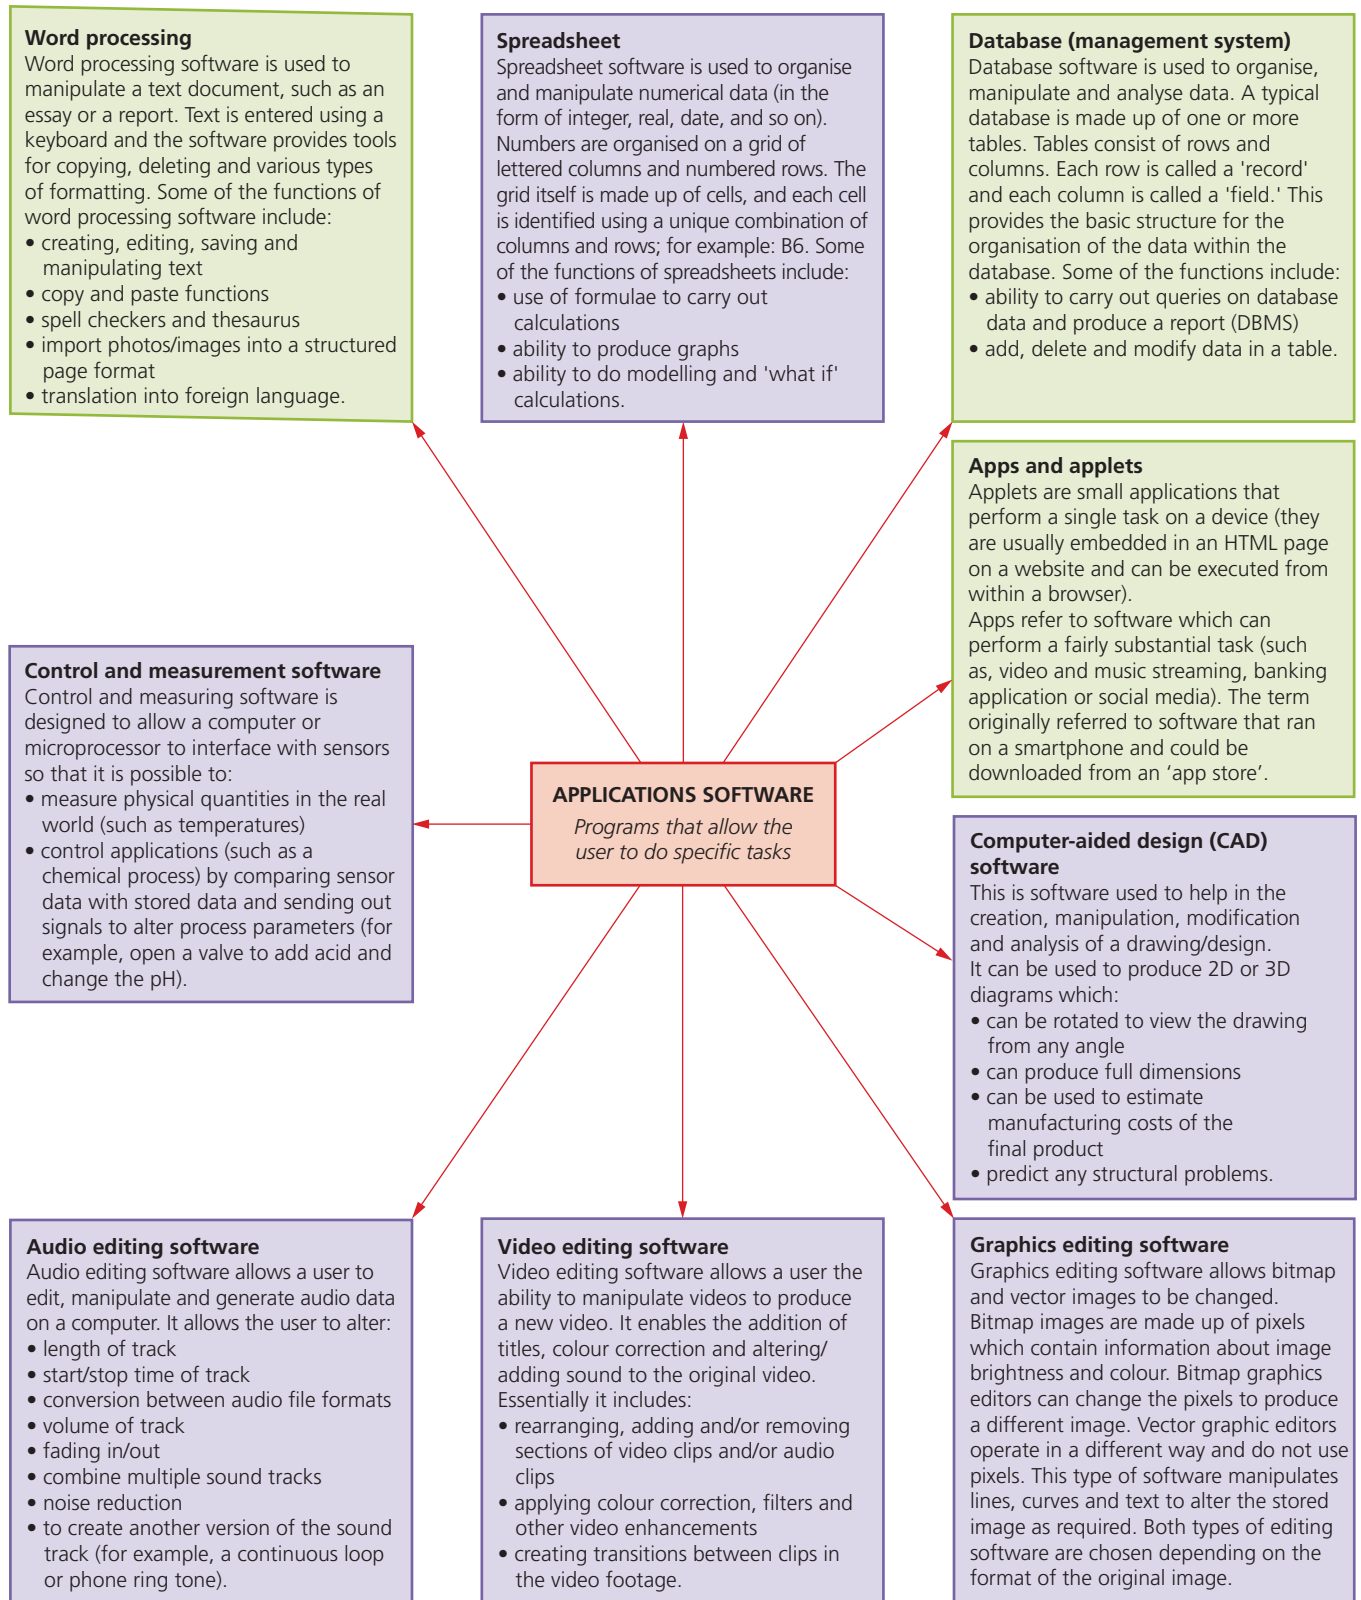 Word processing
Word processing software is used to
manipulate a text document, such as an
essay or a report. Text is entered using a
keyboard and the software provides tools
for copying, deleting and various types
of formatting. Some of the functions of
word processing software include:
• creating, editing, saving and
manipulating text
• copy and paste functions
• spell checkers and thesaurus
• import photos/images into a structured
page format
• translation into foreign language.
Spreadsheet
Spreadsheet software is used to organise
and manipulate numerical data (in the
form of integer, real, date, and so on).
Numbers are organised on a grid of
lettered columns and numbered rows. The
grid itself is made up of cells, and each cell
is identified using a unique combination of
columns and rows; for example: B6. Some
of the functions of spreadsheets include:
• use of formulae to carry out
calculations
• ability to produce graphs
• ability to do modelling and 'what if'
calculations.
Database (management system)
Database software is used to organise,
manipulate and analyse data. A typical
database is made up of one or more
tables. Tables consist of rows and
columns. Each row is called a 'record'
and each column is called a 'field.' This
provides the basic structure for the
organisation of the data within the
database. Some of the functions include:
• ability to carry out queries on database
data and produce a report (DBMS)
• add, delete and modify data in a table.
Apps and applets
Applets are small applications that
perform a single task on a device (they
are usually embedded in an HTML page
on a website and can be executed from
within a browser).
Apps refer to software which can
perform a fairly substantial task (such
as, video and music streaming, banking
application or social media). The term
originally referred to software that ran
on a smartphone and could be
downloaded from an ‘app store’.
Control and measurement software
Control and measuring software is
designed to allow a computer or
microprocessor to interface with sensors
so that it is possible to:
• measure physical quantities in the real
world (such as temperatures)
• control applications (such as a
chemical process) by comparing sensor
data with stored data and sending out
signals to alter process parameters (for
example, open a valve to add acid and
change the pH).
APPLICATIONS SOFTWARE
Programs that allow the
user to do specific tasks
Computer-aided design (CAD)
software
This is software used to help in the
creation, manipulation, modification
and analysis of a drawing/design.
It can be used to produce 2D or 3D
diagrams which:
• can be rotated to view the drawing
from any angle
• can produce full dimensions
• can be used to estimate
manufacturing costs of the
final product
• predict any structural problems.
Audio editing software
Audio editing software allows a user to
edit, manipulate and generate audio data
on a computer. It allows the user to alter:
• length of track
• start/stop time of track
• conversion between audio file formats
• volume of track
• fading in/out
• combine multiple sound tracks
• noise reduction
• to create another version of the sound
track (for example, a continuous loop
or phone ring tone).
Video editing software
Video editing software allows a user the
ability to manipulate videos to produce
a new video. It enables the addition of
titles, colour correction and altering/
adding sound to the original video.
Essentially it includes:
• rearranging, adding and/or removing
sections of video clips and/or audio
clips
• applying colour correction, filters and
other video enhancements
• creating transitions between clips in
the video footage.
Graphics editing software
Graphics editing software allows bitmap
and vector images to be changed.
Bitmap images are made up of pixels
which contain information about image
brightness and colour. Bitmap graphics
editors can change the pixels to produce
a different image. Vector graphic editors
operate in a different way and do not use
pixels. This type of software manipulates
lines, curves and text to alter the stored
image as required. Both types of editing
software are chosen depending on the
format of the original image.